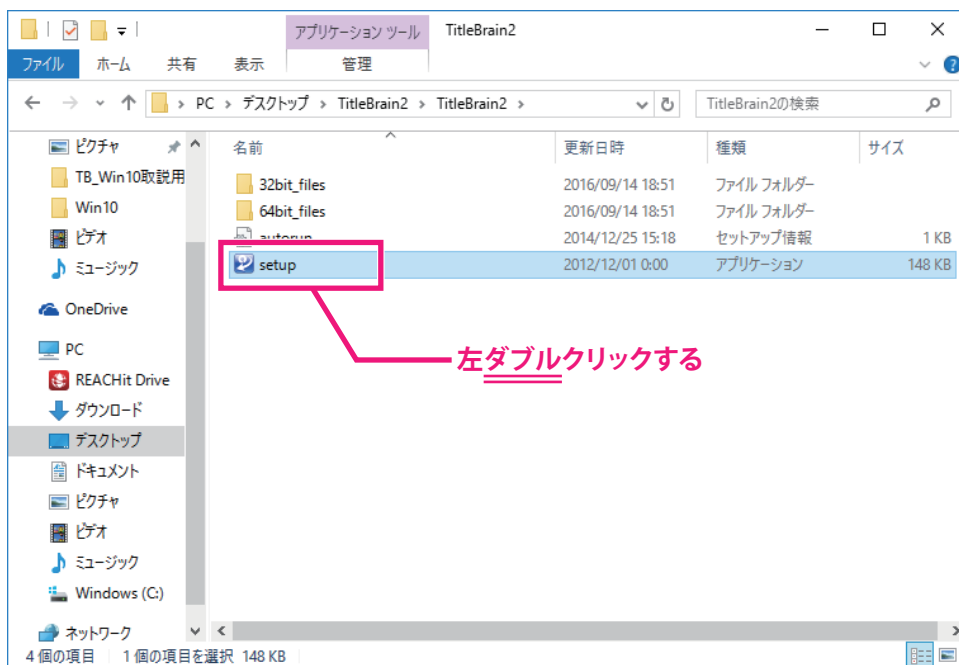 アプリケーション ツール TitleBrain2
ファイル ホーム 共有 表示 管理
PC › デスクトップ › TitleBrain2 › TitleBrain2 › TitleBrain2の検索
名前 更新日時 種類 サイズ
ピクチャ
TB_Win10取説用
Win10
ビデオ
ミュージック
OneDrive
PC
REACHit Drive
ダウンロード
デスクトップ
ドキュメント
ピクチャ
ビデオ
ミュージック
Windows (C:)
ネットワーク
32bit_files 2016/09/14 18:51 ファイル フォルダー
64bit_files 2016/09/14 18:51 ファイル フォルダー
autorun 2014/12/25 15:18 セットアップ情報 1 KB
setup 2012/12/01 0:00 アプリケーション 148 KB
左ダブルクリックする
4 個の項目 1 個の項目を選択 148 KB